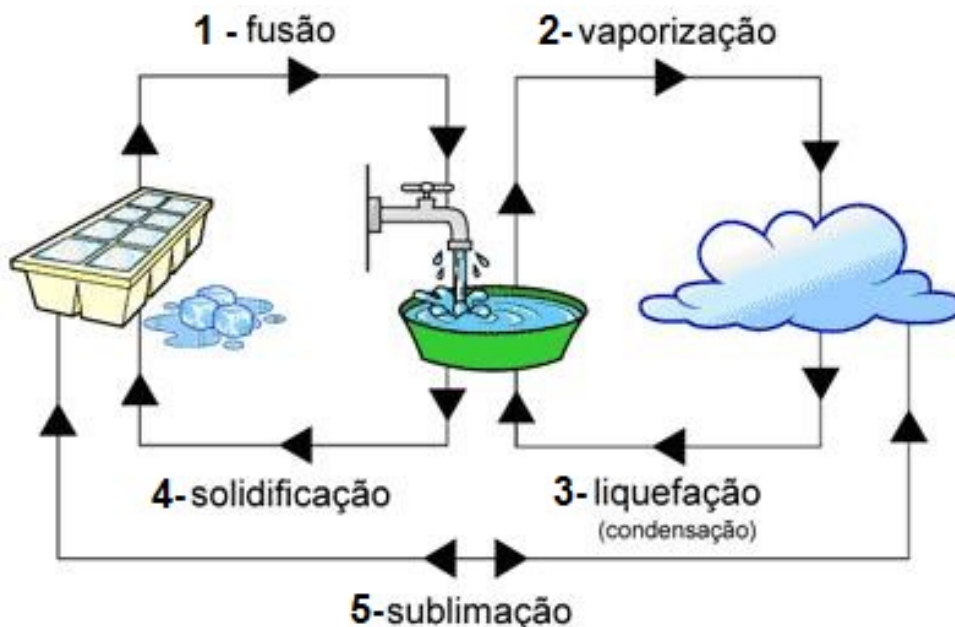 1 - fusão
2- vaporização
4- solidificação
3- liquefação
(condensação)
5-sublimação